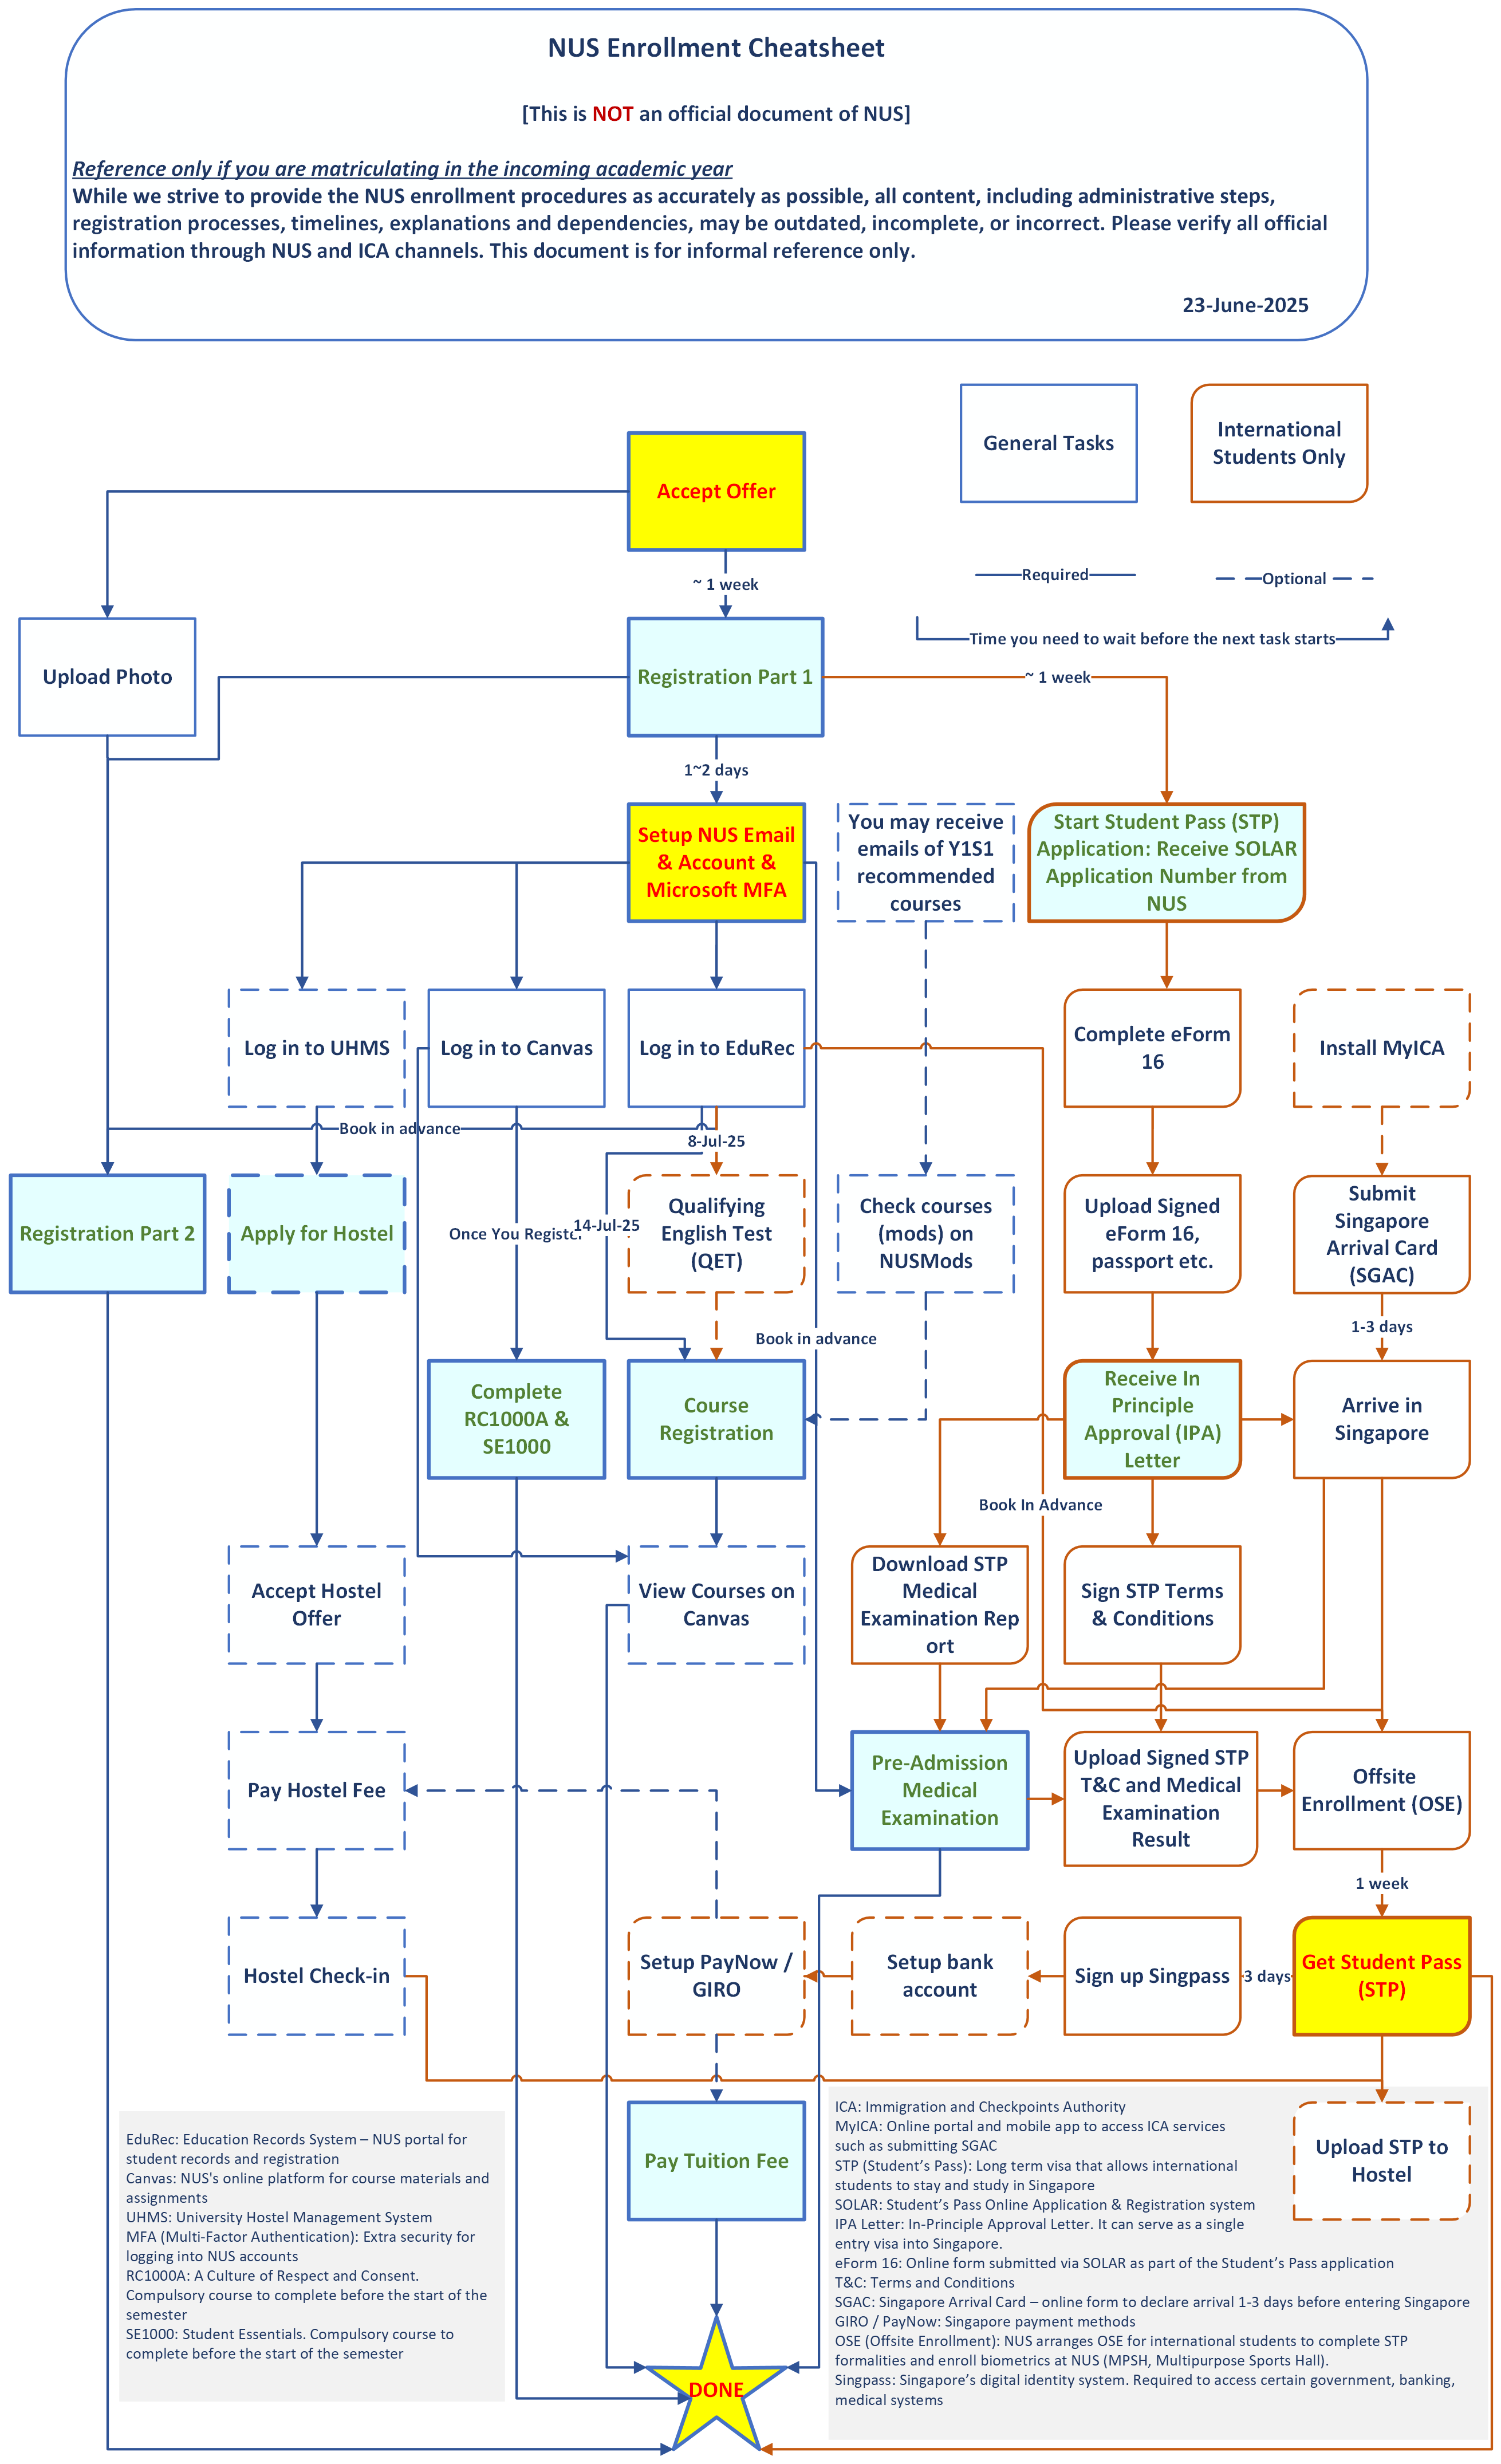 NUS Enrollment Cheatsheet
[This is NOT an official document of NUS]
Reference only if you are matriculating in the incoming academic year
While we strive to provide the NUS enrollment procedures as accurately as possible, all content, including administrative steps,
registration processes, timelines, explanations and dependencies, may be outdated, incomplete, or incorrect. Please verify all official
information through NUS and ICA channels. This document is for informal reference only.
23-June-2025
General Tasks
International
Students Only
Accept Offer
Required
Optional
~ 1 week
Time you need to wait before the next task starts
Upload Photo
Registration Part 1
~ 1 week
1~2 days
Setup NUS Email
& Account &
Microsoft MFA
You may receive
emails of Y1S1
recommended
courses
Start Student Pass (STP)
Application: Receive SOLAR
Application Number from
NUS
Log in to UHMS
Log in to Canvas
Log in to EduRec
Complete eForm
16
Install MyICA
Book in advance
8-Jul-25
Registration Part 2
Apply for Hostel
Once You Register
14-Jul-25
Qualifying
English Test
(QET)
Check courses
(mods) on
NUSMods
Upload Signed
eForm 16,
passport etc.
Submit
Singapore
Arrival Card
(SGAC)
Book in advance
1-3 days
Complete
RC1000A &
SE1000
Course
Registration
Receive In
Principle
Approval (IPA)
Letter
Arrive in
Singapore
Book In Advance
Accept Hostel
Offer
View Courses on
Canvas
Download STP
Medical
Examination Rep
ort
Sign STP Terms
& Conditions
Pay Hostel Fee
Pre-Admission
Medical
Examination
Upload Signed STP
T&C and Medical
Examination
Result
Offsite
Enrollment (OSE)
1 week
Hostel Check-in
Setup PayNow /
GIRO
Setup bank
account
Sign up Singpass
3 days
Get Student Pass
(STP)
Pay Tuition Fee
Upload STP to
Hostel
EduRec: Education Records System – NUS portal for
student records and registration
Canvas: NUS's online platform for course materials and
assignments
UHMS: University Hostel Management System
MFA (Multi-Factor Authentication): Extra security for
logging into NUS accounts
RC1000A: A Culture of Respect and Consent.
Compulsory course to complete before the start of the
semester
SE1000: Student Essentials. Compulsory course to
complete before the start of the semester
ICA: Immigration and Checkpoints Authority
MyICA: Online portal and mobile app to access ICA services
such as submitting SGAC
STP (Student’s Pass): Long term visa that allows international
students to stay and study in Singapore
SOLAR: Student’s Pass Online Application & Registration system
IPA Letter: In-Principle Approval Letter. It can serve as a single
entry visa into Singapore.
eForm 16: Online form submitted via SOLAR as part of the Student’s Pass application
T&C: Terms and Conditions
SGAC: Singapore Arrival Card – online form to declare arrival 1-3 days before entering Singapore
GIRO / PayNow: Singapore payment methods
OSE (Offsite Enrollment): NUS arranges OSE for international students to complete STP
formalities and enroll biometrics at NUS (MPSH, Multipurpose Sports Hall).
Singpass: Singapore’s digital identity system. Required to access certain government, banking,
medical systems
DONE